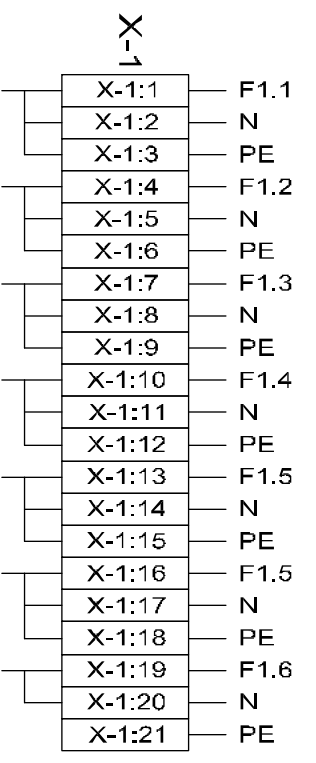 X-1
X-1:1 F1.1
X-1:2 N
X-1:3 PE
X-1:4 F1.2
X-1:5 N
X-1:6 PE
X-1:7 F1.3
X-1:8 N
X-1:9 PE
X-1:10 F1.4
X-1:11 N
X-1:12 PE
X-1:13 F1.5
X-1:14 N
X-1:15 PE
X-1:16 F1.5
X-1:17 N
X-1:18 PE
X-1:19 F1.6
X-1:20 N
X-1:21 PE